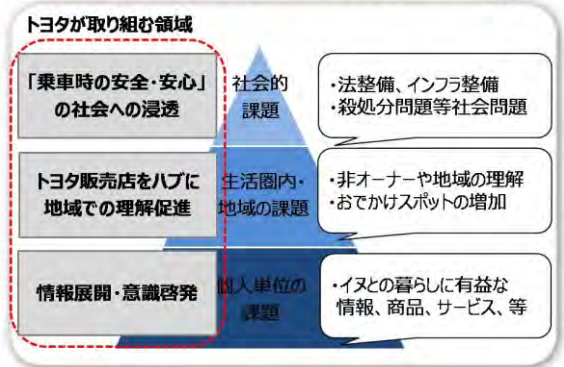 トヨタが取り組む領域
「乗車時の安全・安心」
の社会への浸透
社会的
課題
・法整備、インフラ整備
・殺処分問題等社会問題
トヨタ販売店をハブに
地域での理解促進
生活圏内・
地域の課題
・非オーナーや地域の理解
・おでかけスポットの増加
情報展開・意識啓発
個人単位の
課題
・イヌとの暮らしに有益な
情報、商品、サービス、等